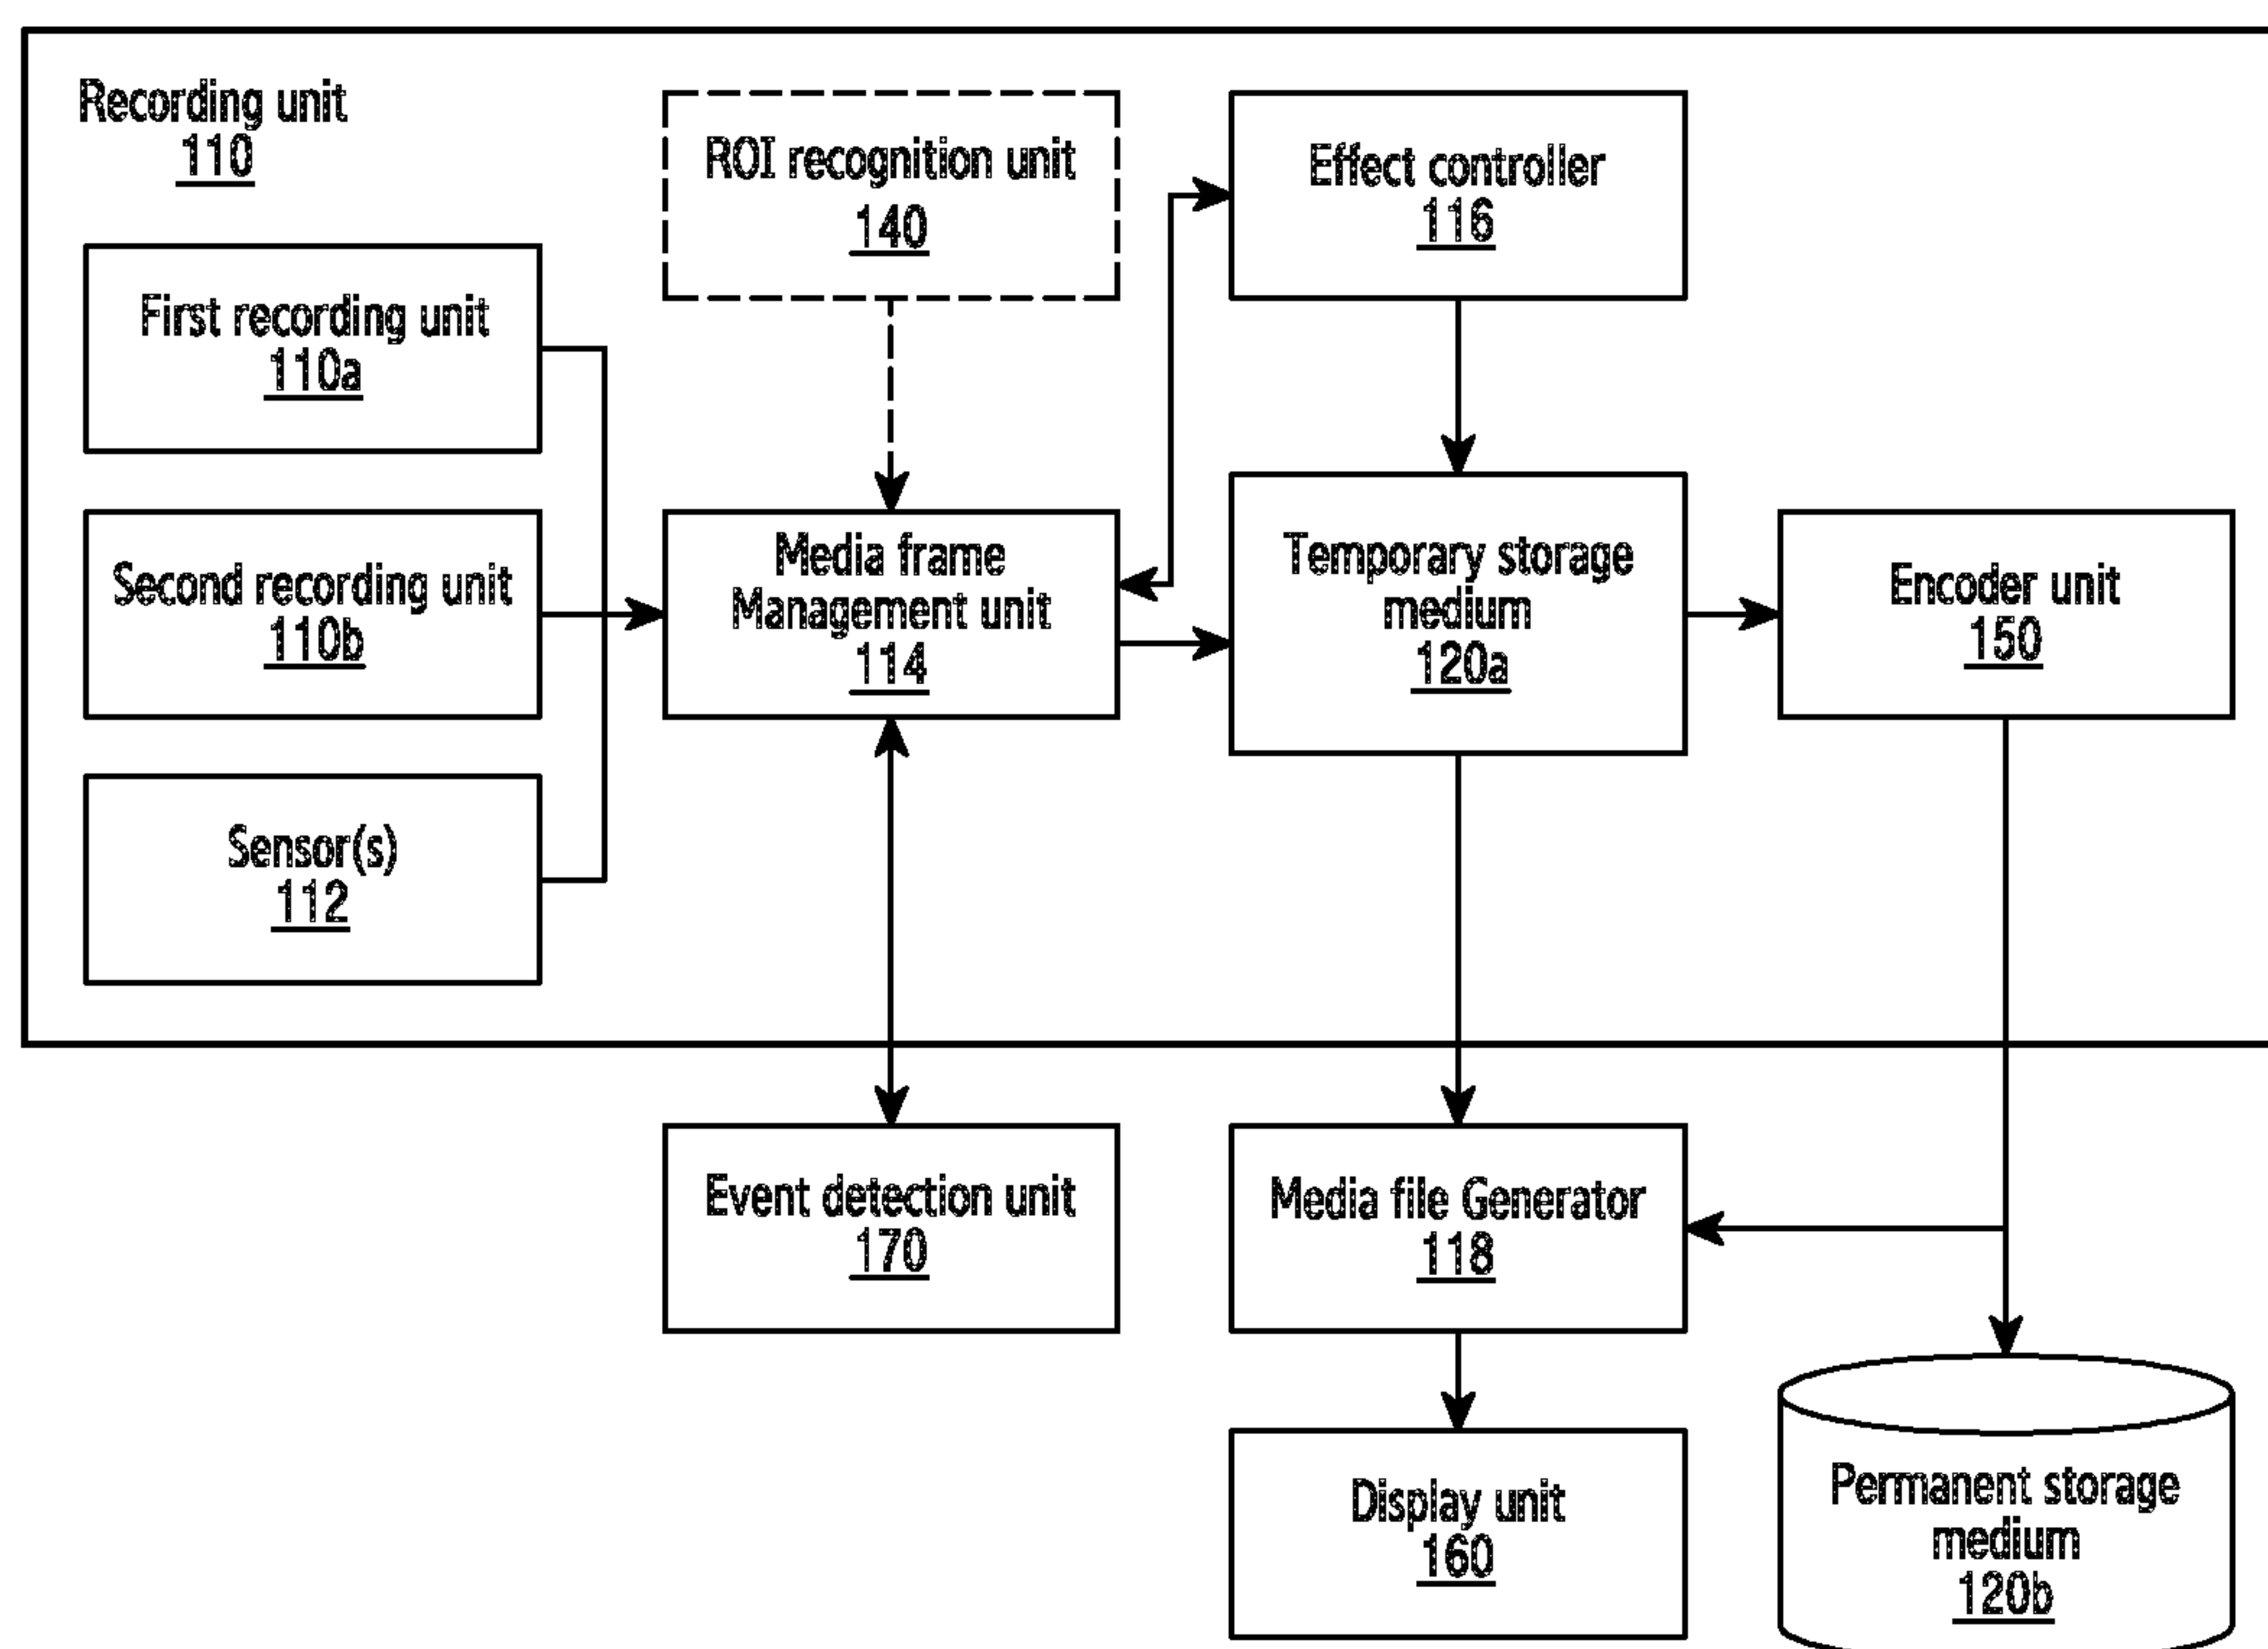 Recording unit
110
ROI recognition unit
140
Effect controller
116
First recording unit
110a
Second recording unit
110b
Media frame
Management unit
114
Temporary storage
medium
120a
Encoder unit
150
Sensor(s)
112
Event detection unit
170
Media file Generator
118
Display unit
160
Permanent storage
medium
120b